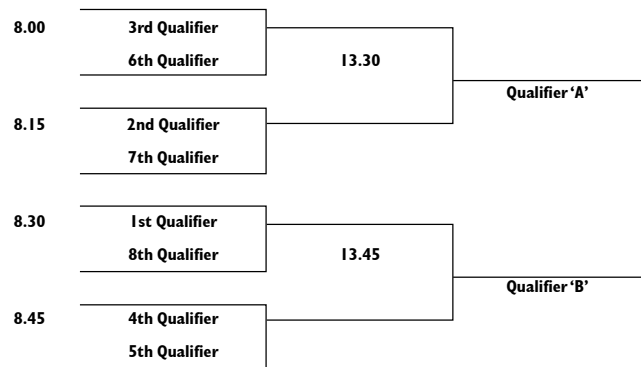 8.00 3rd Qualifier
6th Qualifier
13.30
Qualifier ‘A’
8.15 2nd Qualifier
7th Qualifier
8.30 1st Qualifier
8th Qualifier
13.45
Qualifier ‘B’
8.45 4th Qualifier
5th Qualifier